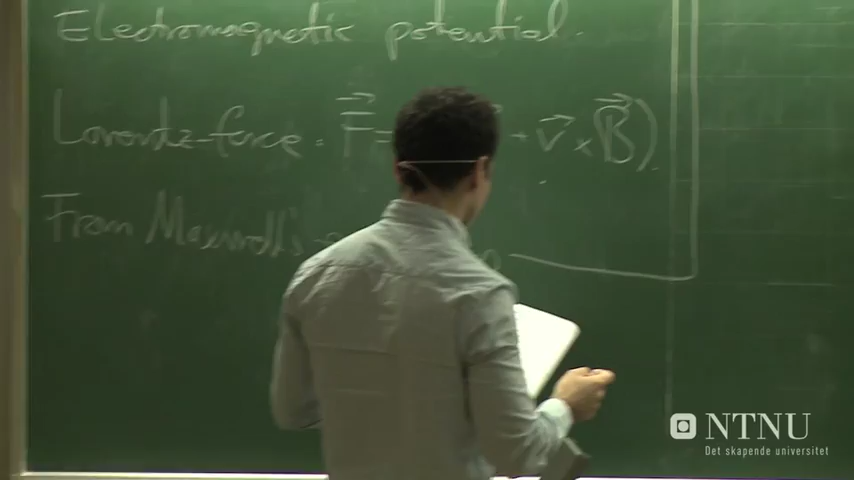 Electromagnetic potential.
Lorentz-force. F⃗ = + v⃗ × B⃗)
From Maxwell's
NTNU
Det skapende universitet